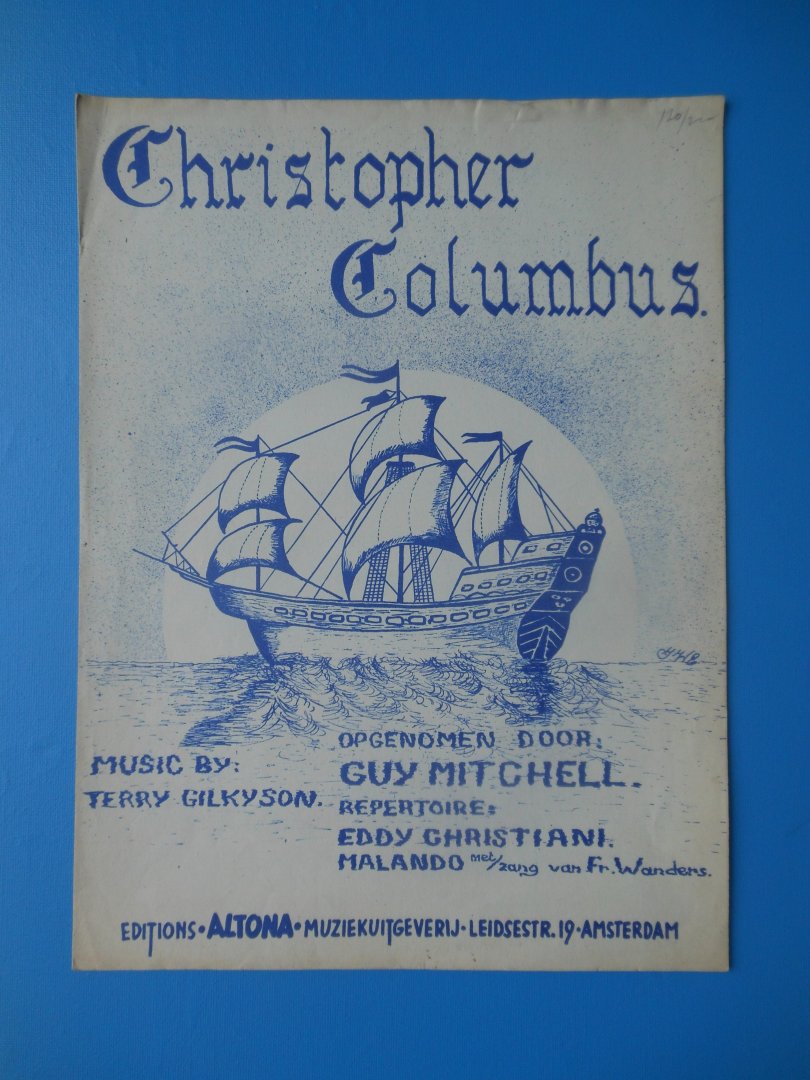 Christopher
Columbus.
MUSIC BY:
TERRY GILKYSON.
OPGENOMEN DOOR:
GUY MITCHELL.
REPERTOIRE:
EDDY CHRISTIANI.
MALANDO met/zang van Fr. Wanders.
EDITIONS·ALTONA·MUZIEKUITGEVERIJ·LEIDSESTR. 19·AMSTERDAM